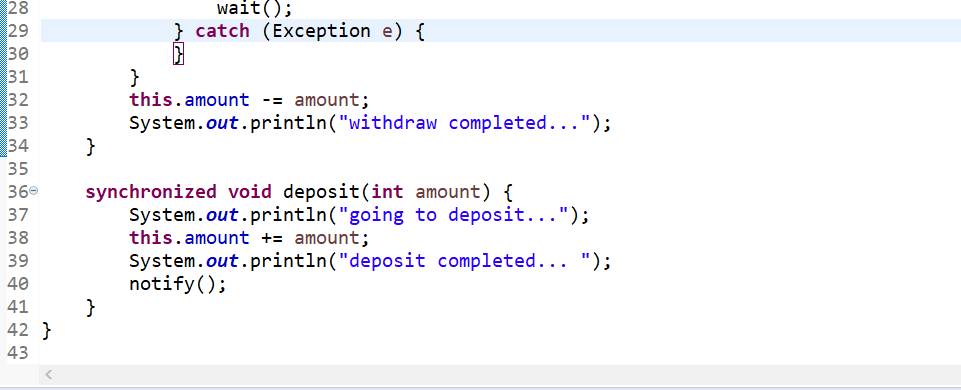 28                 wait();
29             } catch (Exception e) {
30             }
31         }
32         this.amount -= amount;
33         System.out.println("withdraw completed...");
34     }
35
36     synchronized void deposit(int amount) {
37         System.out.println("going to deposit...");
38         this.amount += amount;
39         System.out.println("deposit completed... ");
40         notify();
41     }
42 }
43